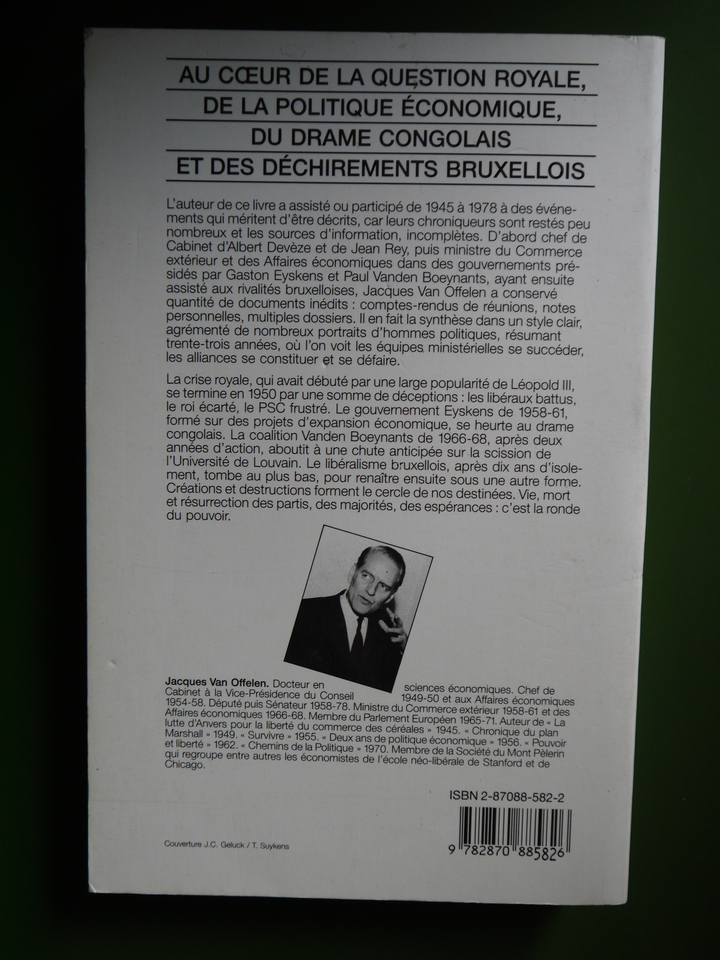 AU CŒUR DE LA QUESTION ROYALE,
DE LA POLITIQUE ÉCONOMIQUE,
DU DRAME CONGOLAIS
ET DES DÉCHIREMENTS BRUXELLOIS
L'auteur de ce livre a assisté ou participé de 1945 à 1978 à des événe-
ments qui méritent d'être décrits, car leurs chroniqueurs sont restés peu
nombreux et les sources d'information, incomplètes. D'abord chef de
Cabinet d'Albert Devèze et de Jean Rey, puis ministre du Commerce
extérieur et des Affaires économiques dans des gouvernements pré-
sidés par Gaston Eyskens et Paul Vanden Boeynants, ayant ensuite
assisté aux rivalités bruxelloises, Jacques Van Offelen a conservé
quantité de documents inédits : comptes-rendus de réunions, notes
personnelles, multiples dossiers. Il en fait la synthèse dans un style clair,
agrémenté de nombreux portraits d'hommes politiques, résumant
trente-trois années, où l'on voit les équipes ministérielles se succéder,
les alliances se constituer et se défaire.
La crise royale, qui avait débuté par une large popularité de Léopold III,
se termine en 1950 par une somme de déceptions : les libéraux battus,
le roi écarté, le PSC frustré. Le gouvernement Eyskens de 1958-61,
formé sur des projets d'expansion économique, se heurte au drame
congolais. La coalition Vanden Boeynants de 1966-68, après deux
années d'action, aboutit à une chute anticipée sur la scission de
l'Université de Louvain. Le libéralisme bruxellois, après dix ans d'isole-
ment, tombe au plus bas, pour renaître ensuite sous une autre forme.
Créations et destructions forment le cercle de nos destinées. Vie, mort
et résurrection des partis, des majorités, des espérances : c'est la ronde
du pouvoir.
Jacques Van Offelen. Docteur en sciences économiques. Chef de
Cabinet à la Vice-Présidence du Conseil 1949-50 et aux Affaires économiques
1954-58. Député puis Sénateur 1958-78. Ministre du Commerce extérieur 1958-61 et des
Affaires économiques 1966-68. Membre du Parlement Européen 1965-71. Auteur de « La
lutte d'Anvers pour la liberté du commerce des céréales » 1945. « Chronique du plan
Marshall » 1949. « Survivre » 1955. « Deux ans de politique économique » 1956. « Pouvoir
et liberté » 1962. « Chemins de la Politique » 1970. Membre de la Société du Mont Pèlerin
qui regroupe entre autres les économistes de l'école néo-libérale de Stanford et de
Chicago.
ISBN 2-87088-582-2
9 782870 885826
Couverture J.C. Geluck / T. Suykens